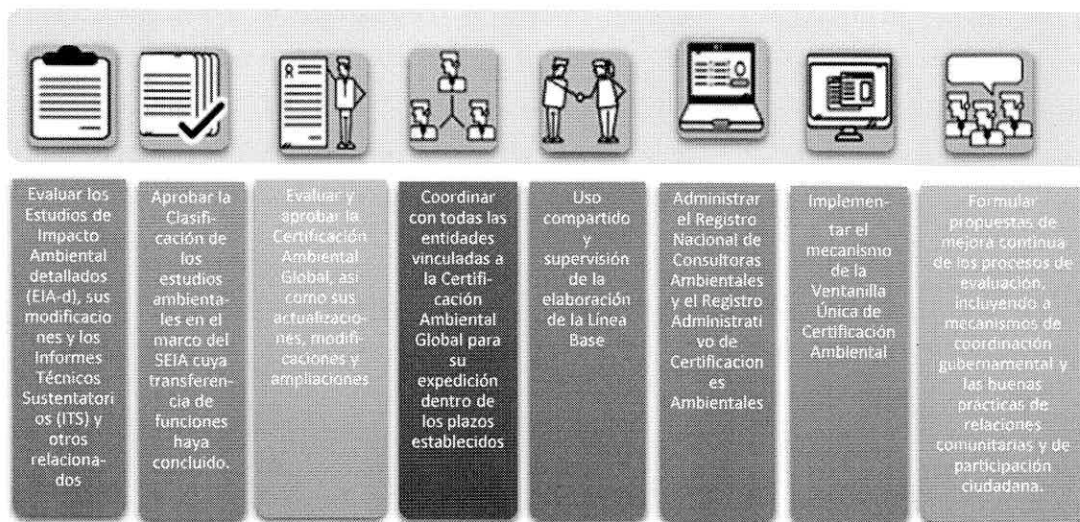 Evaluar los
Estudios de
Impacto
Ambiental
detallados
(EIA-d), sus
modificacio
nes y los
Informes
Técnicos
Sustentatori
os (ITS) y
otros
relaciona-
dos
Aprobar la
Clasifi-
cación de
los
estudios
ambienta-
les en el
marco del
SEIA cuya
transferen-
cia de
funciones
haya
concluido.
Evaluar y
aprobar la
Certificación
Ambiental
Global, así
como sus
actualizacio-
nes, modifi-
caciones y
ampliaciones
Coordinar
con todas las
entidades
vinculadas a
la Certifi-
cación
Ambiental
Global para
su
expedición
dentro de
los plazos
establecidos
Uso
compartido
y
supervisión
de la
elaboración
de la Línea
Base
Administrar
el Registro
Nacional de
Consultoras
Ambientales
y el Registro
Administrati
vo de
Certificacion
es
Ambientales
Implemen-
tar el
mecanismo
de la
Ventanilla
Única de
Certificación
Ambiental
Formular
propuestas de
mejora continua
de los procesos de
evaluación,
incluyendo a
mecanismos de
coordinación
gubernamental y
las buenas
prácticas de
relaciones
comunitarias y de
participación
ciudadana.